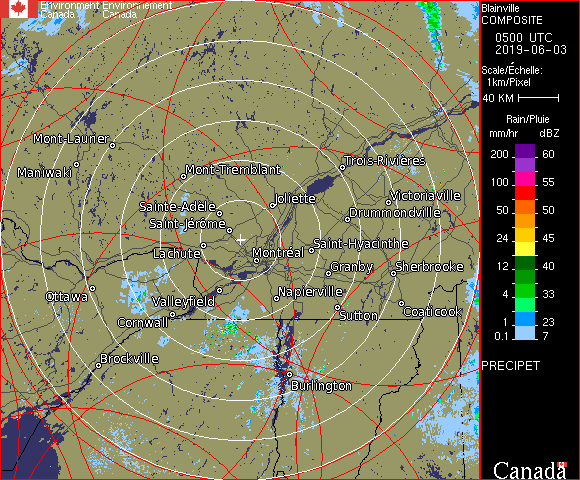 Environment Environnement
Canada Canada
Blainville
COMPOSITE
0500 UTC
2019-06-03
Scale/Échelle:
1km/Pixel
40 KM
Rain/Pluie
mm/hr dBZ
200 60
100 55
50 50
24 45
12 40
4 33
1 23
0.1 7
PRECIPET
Canada
Mont-Laurier
Maniwaki
Mont-Tremblant
Trois-Rivières
Joliette
Victoriaville
Sainte-Adèle
Drummondville
Saint-Jérôme
Saint-Hyacinthe
Lachute
Montréal
Granby
Sherbrooke
Ottawa
Valleyfield
Napierville
Cornwall
Sutton
Coaticook
Brockville
Burlington